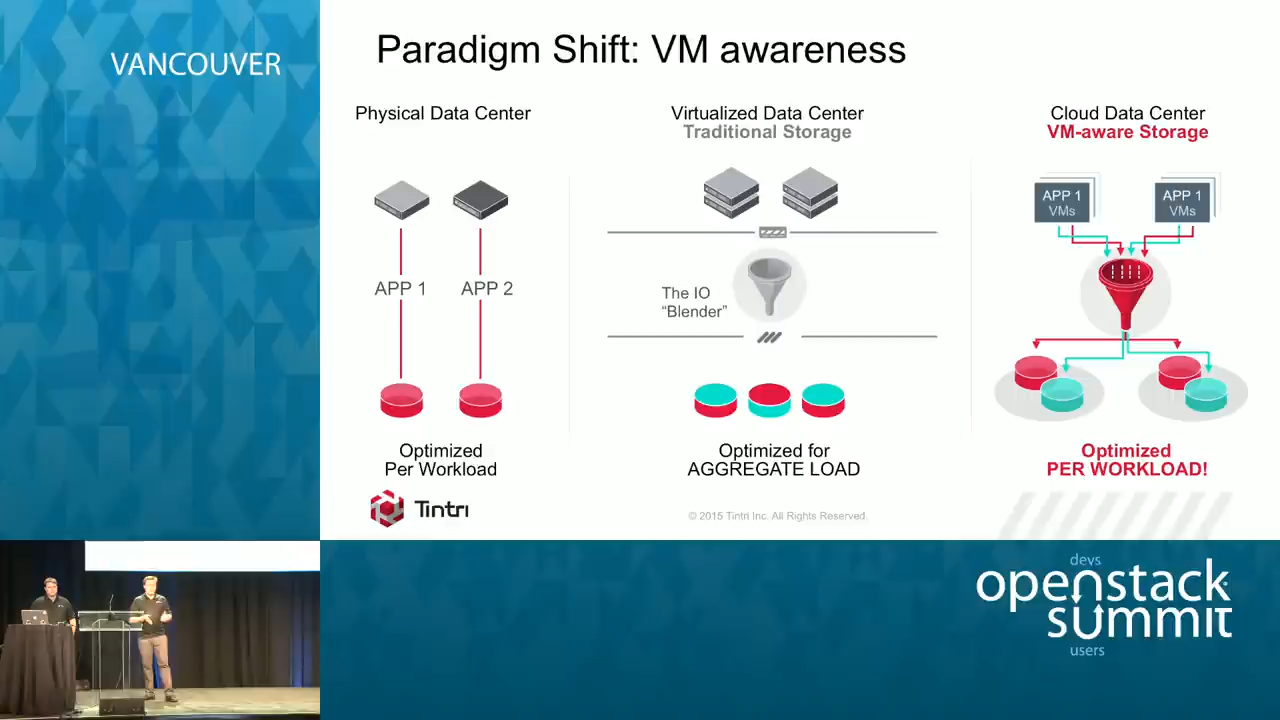 VANCOUVER
Paradigm Shift: VM awareness
Physical Data Center
APP 1
APP 2
Optimized
Per Workload
Virtualized Data Center
Traditional Storage
The IO
“Blender”
Optimized for
AGGREGATE LOAD
Cloud Data Center
VM-aware Storage
APP 1
VMs
APP 1
VMs
Optimized
PER WORKLOAD!
Tintri
© 2015 Tintri Inc. All Rights Reserved.
devs
openstack
summit
users